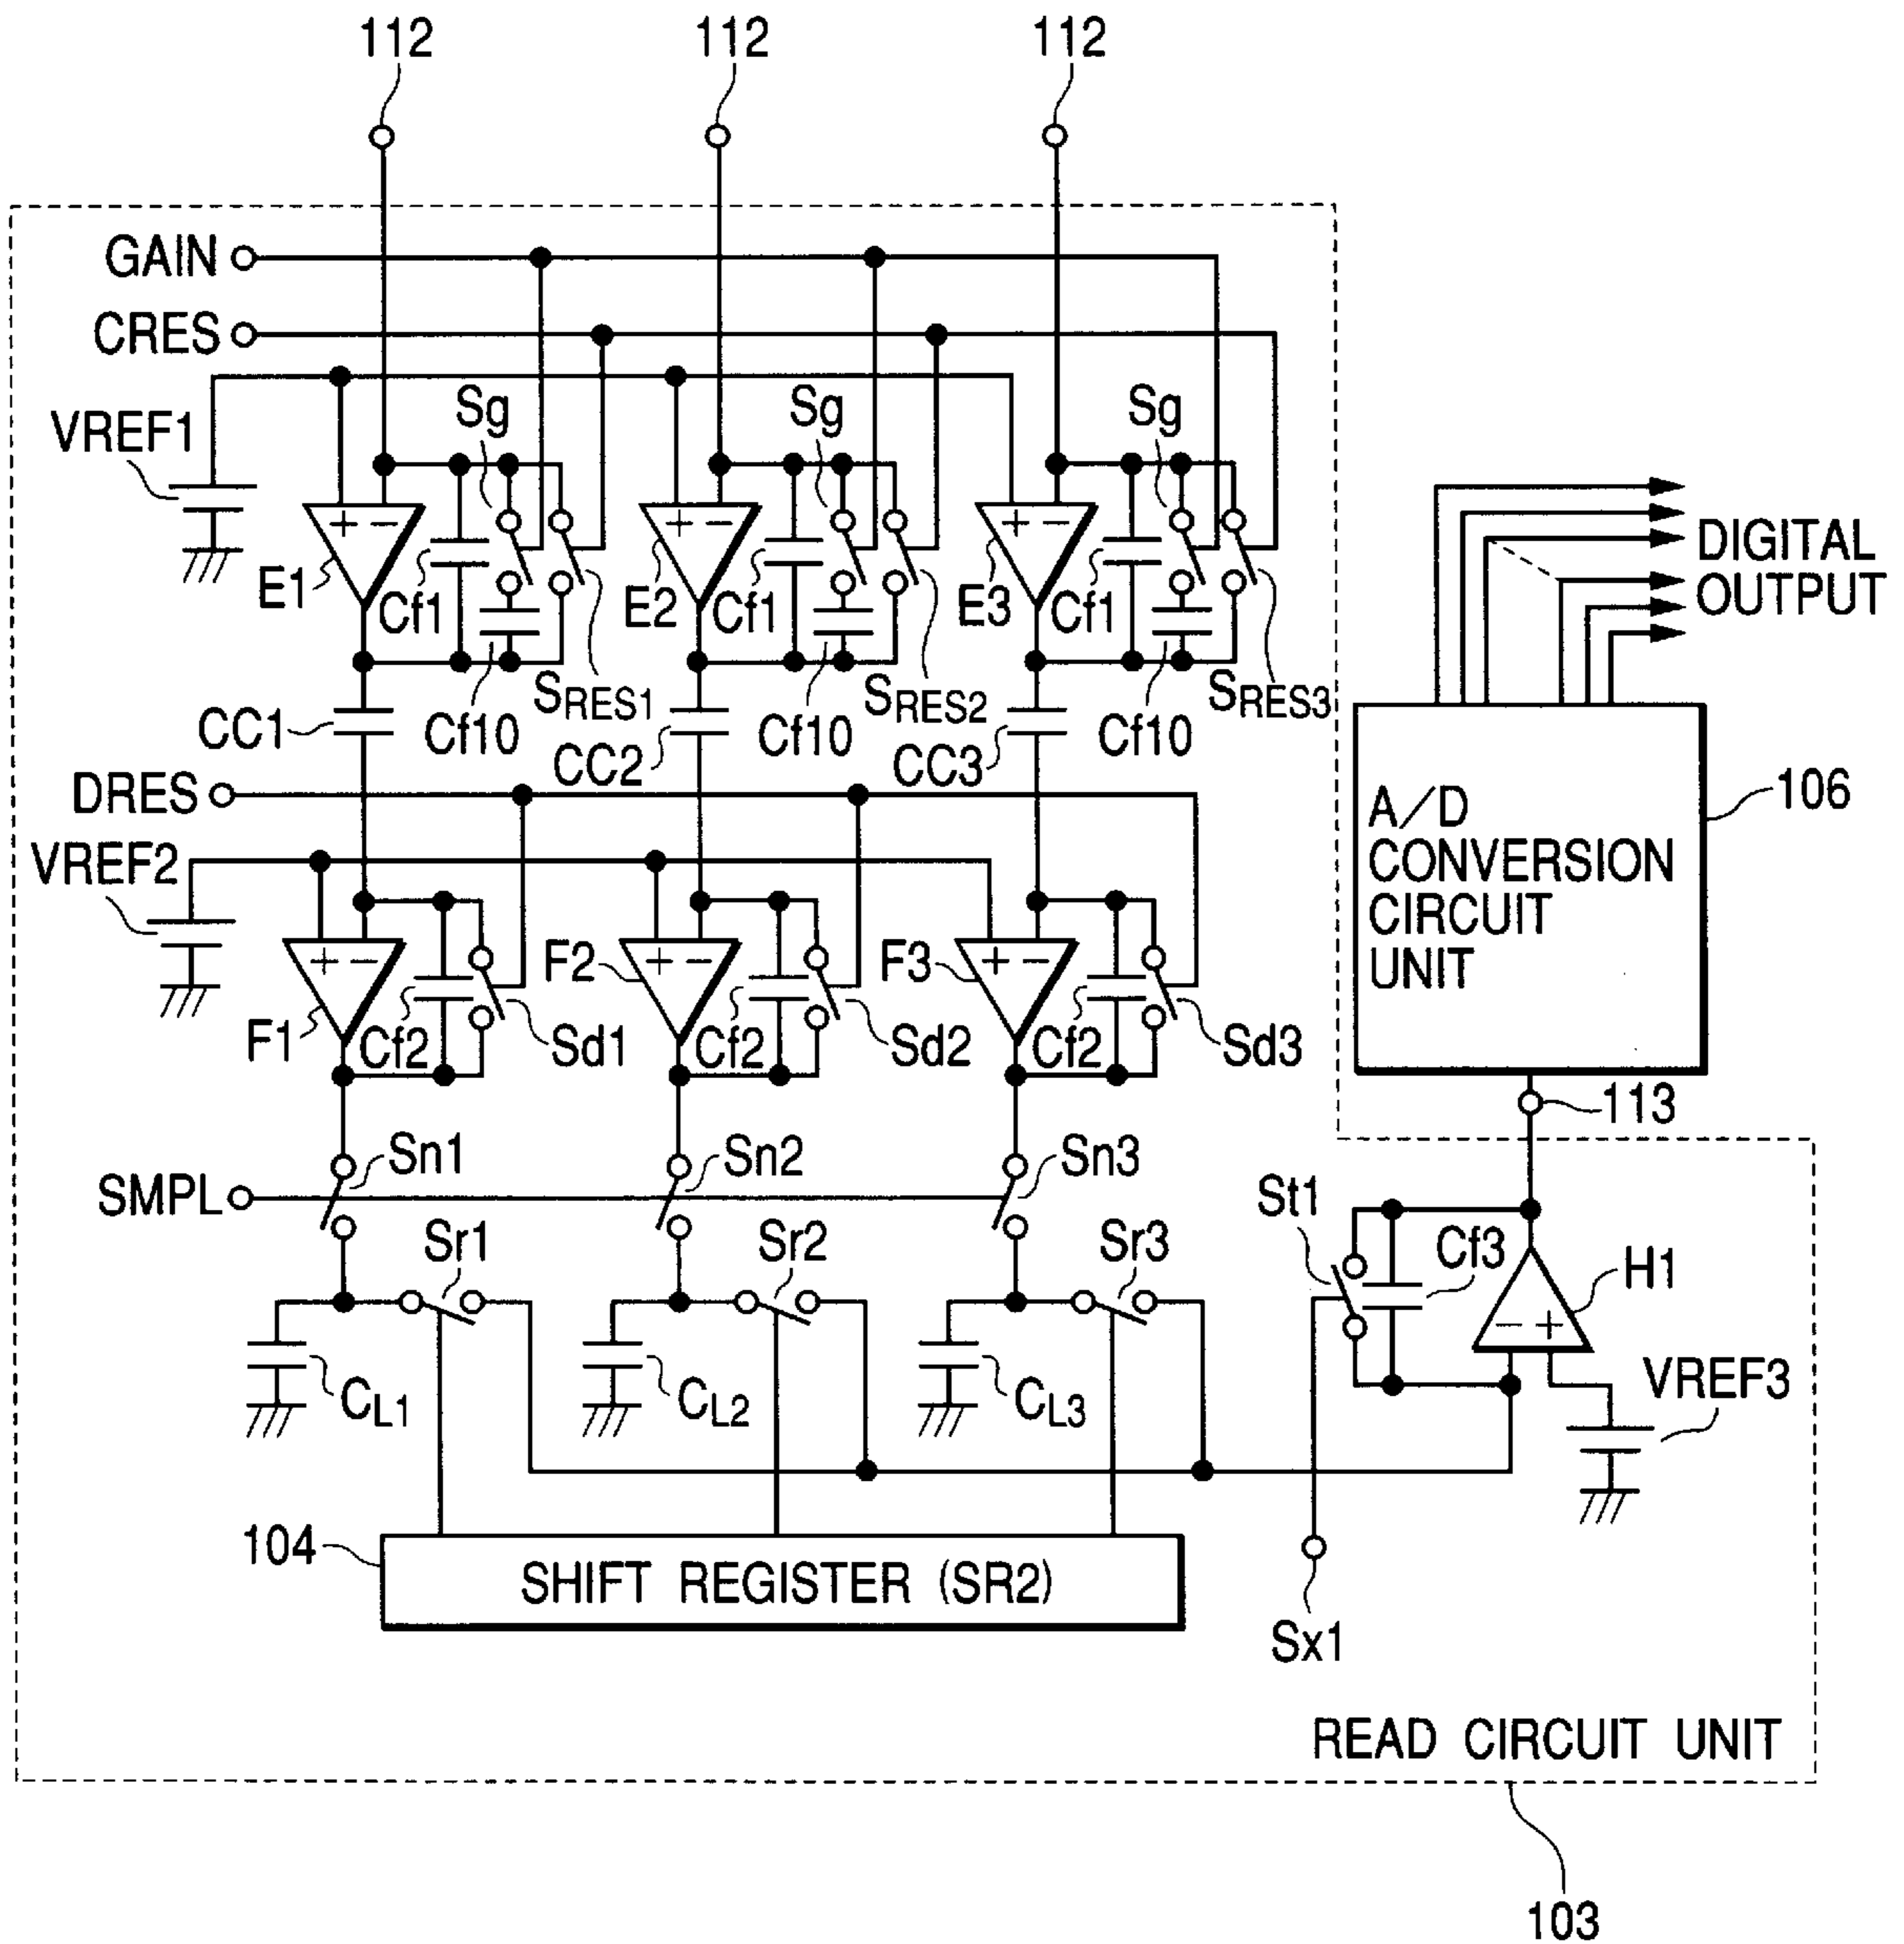 112 112 112
GAIN
CRES
VREF1
Sg Sg Sg
E1 Cf1 E2 Cf1 E3 Cf1
DIGITAL
OUTPUT
SRES1 SRES2 SRES3
CC1 Cf10 CC2 Cf10 CC3 Cf10
DRES
106
A/D
CONVERSION
CIRCUIT
UNIT
VREF2
F1 Cf2 Sd1 F2 Cf2 Sd2 F3 Cf2 Sd3
+ − + − + −
+ − + − + −
113
Sn1 Sn2 Sn3
SMPL
Sr1 Sr2 Sr3
St1 Cf3 H1
− +
VREF3
CL1 CL2 CL3
104
SHIFT REGISTER (SR2)
Sx1
READ CIRCUIT UNIT
103